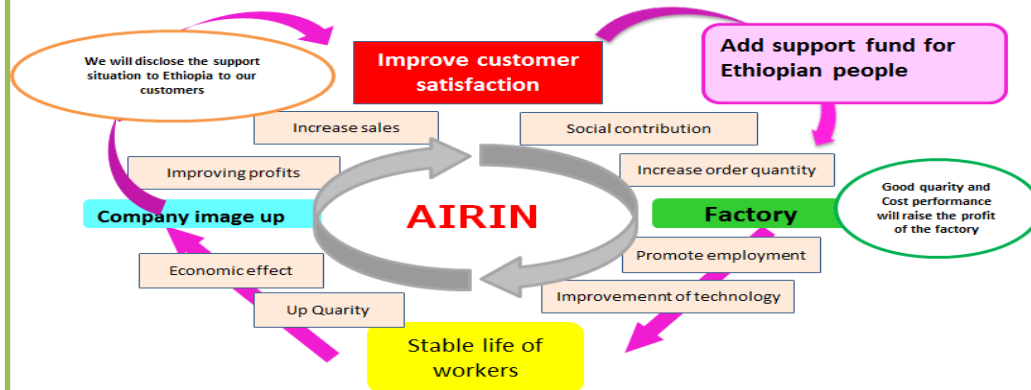 We will disclose the support
situation to Ethiopia to our
customers
Improve customer
satisfaction
Add support fund for
Ethiopian people
Increase sales
Social contribution
Improving profits
Increase order quantity
Company image up
AIRIN
Factory
Good quarity and
Cost performance
will raise the profit
of the factory
Economic effect
Promote employment
Up Quarity
Improvemennt of technology
Stable life of
workers